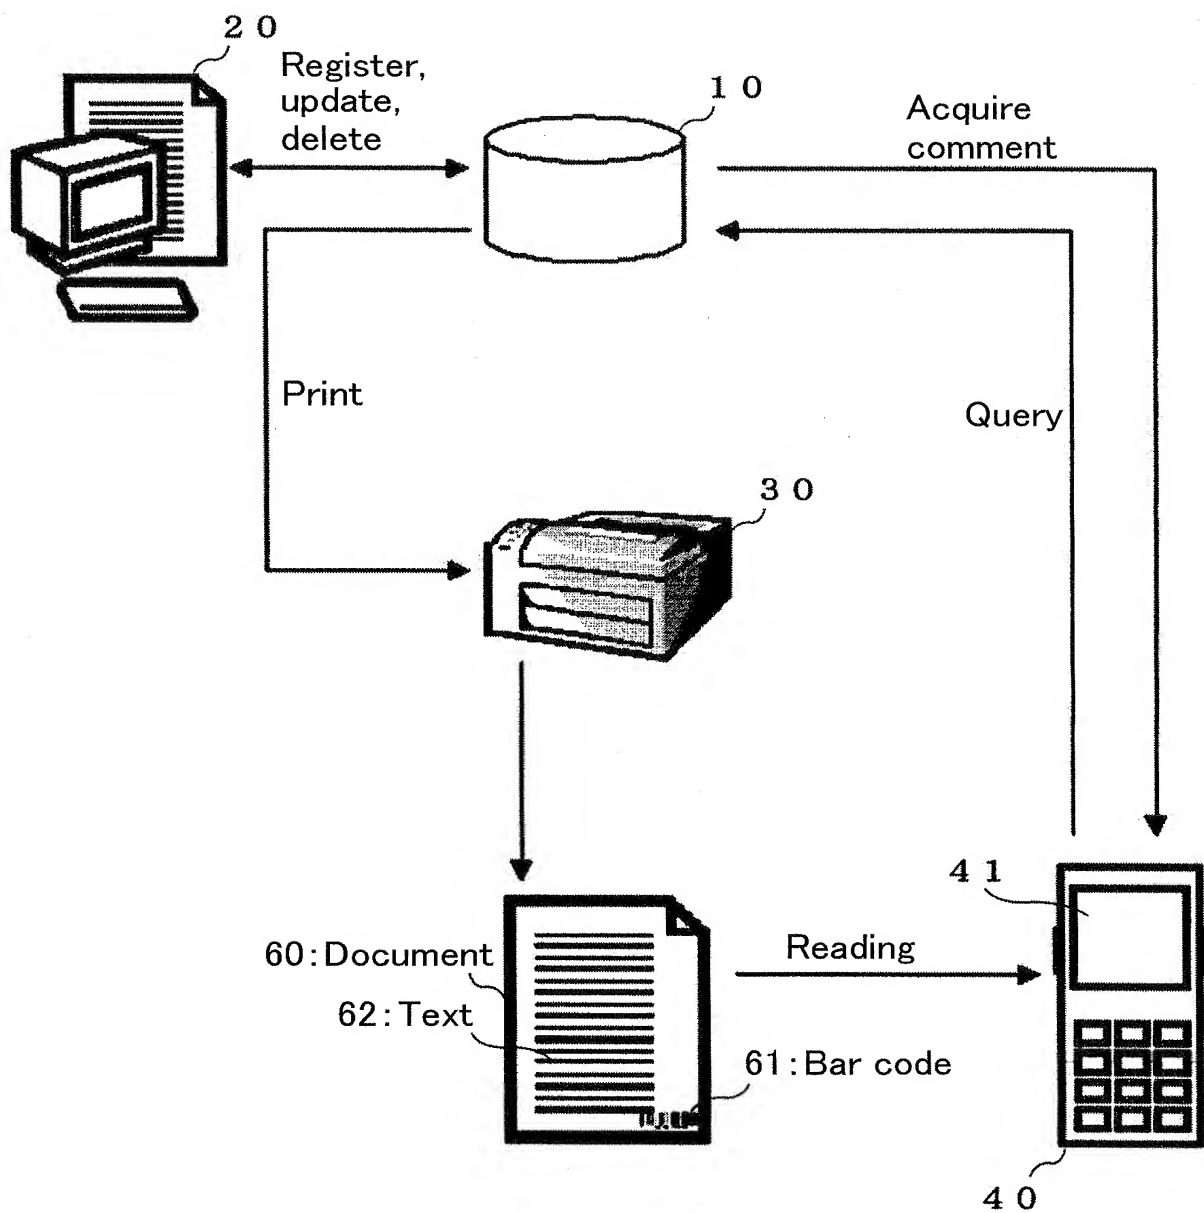 20
Register,
update,
delete
10
Acquire
comment
Print
Query
30
41
60:Document
Reading
62:Text
61:Bar code
40